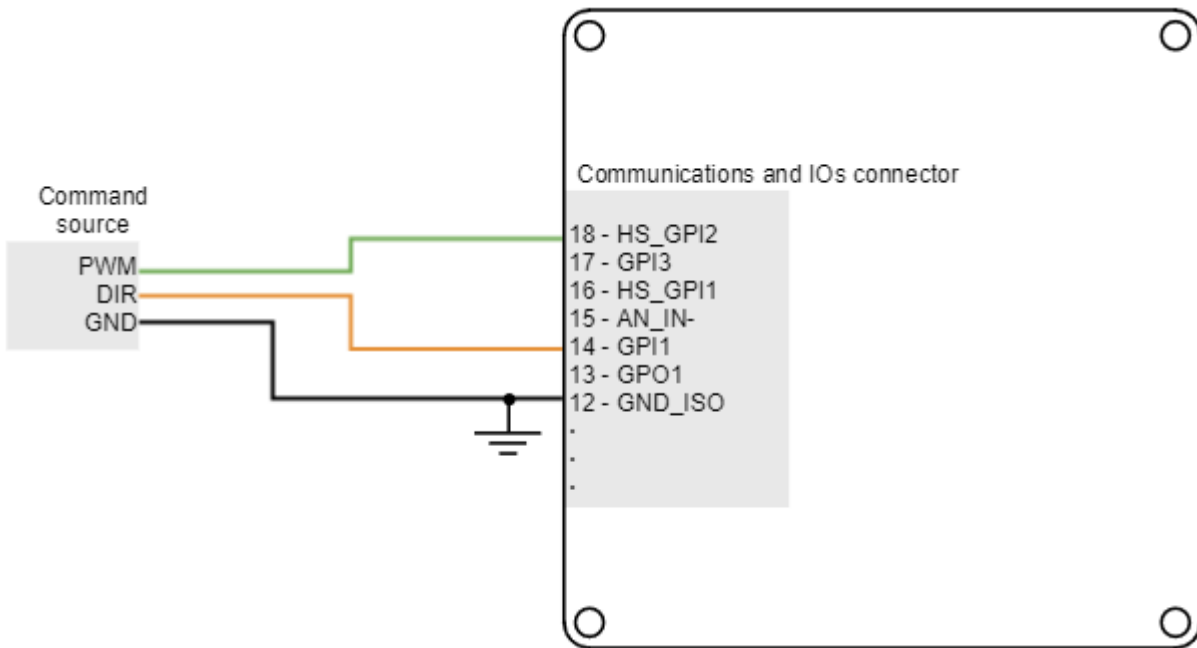 Communications and IOs connector
Command
source
PWM
DIR
GND
18 - HS_GPI2
17 - GPI3
16 - HS_GPI1
15 - AN_IN-
14 - GPI1
13 - GPO1
12 - GND_ISO
.
.
.